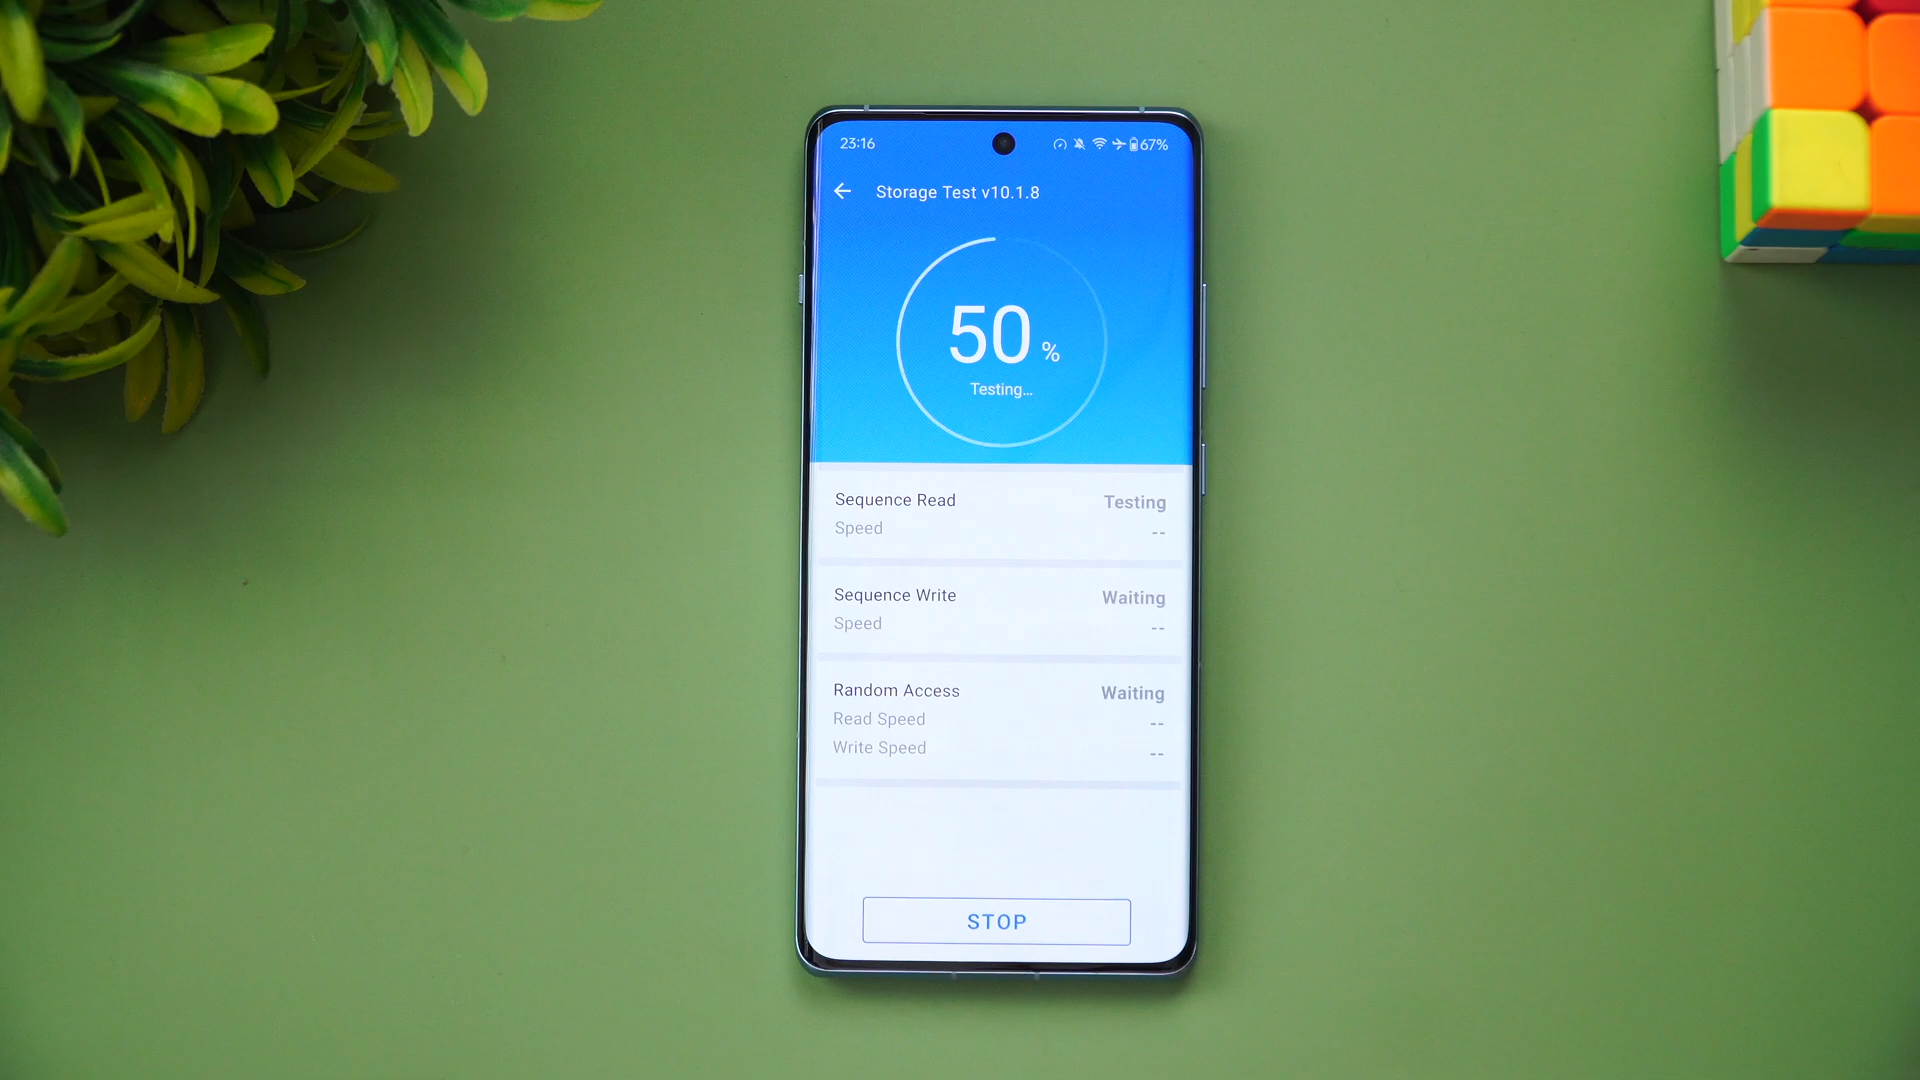 23:16 67%
Storage Test v10.1.8
50 %
Testing...
Sequence Read Testing
Speed --
Sequence Write Waiting
Speed --
Random Access Waiting
Read Speed --
Write Speed --
STOP